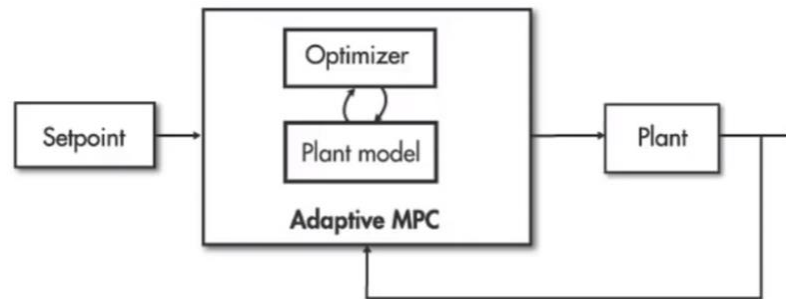 Optimizer
Setpoint
Plant model
Plant
Adaptive MPC